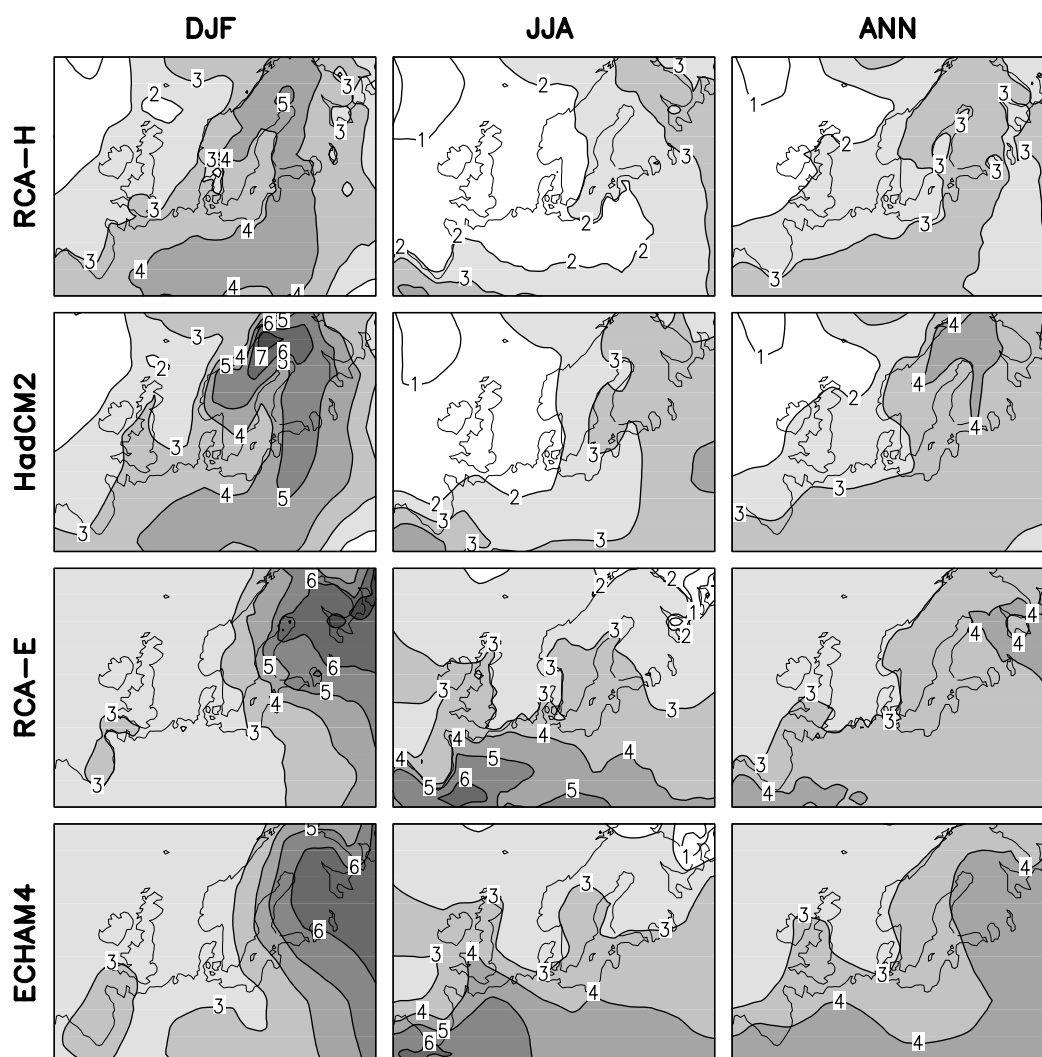 DJF JJA ANN
RCA−H
3 2 5 3 3 3 4 3 4 3 4 4 4
3 2 1 3 2 2 2 2 2 3
3 1 3 2 3 3 3 3
HadCM2
6 5 3 4 7 6 5 5 2 3 4 4 5 3
1 3 3 2 2 3 3 3
4 1 4 2 4 3 3
RCA−E
6 5 6 5 4 3 3 3
2 2 1 2 3 3 3 3 3 3 4 4 4 4 5 6 5 5
4 4 4 3 3 3 4
ECHAM4
5 6 6 3 3
1 3 3 3 3 4 3 4 4 5 6
4 3 3 4 4